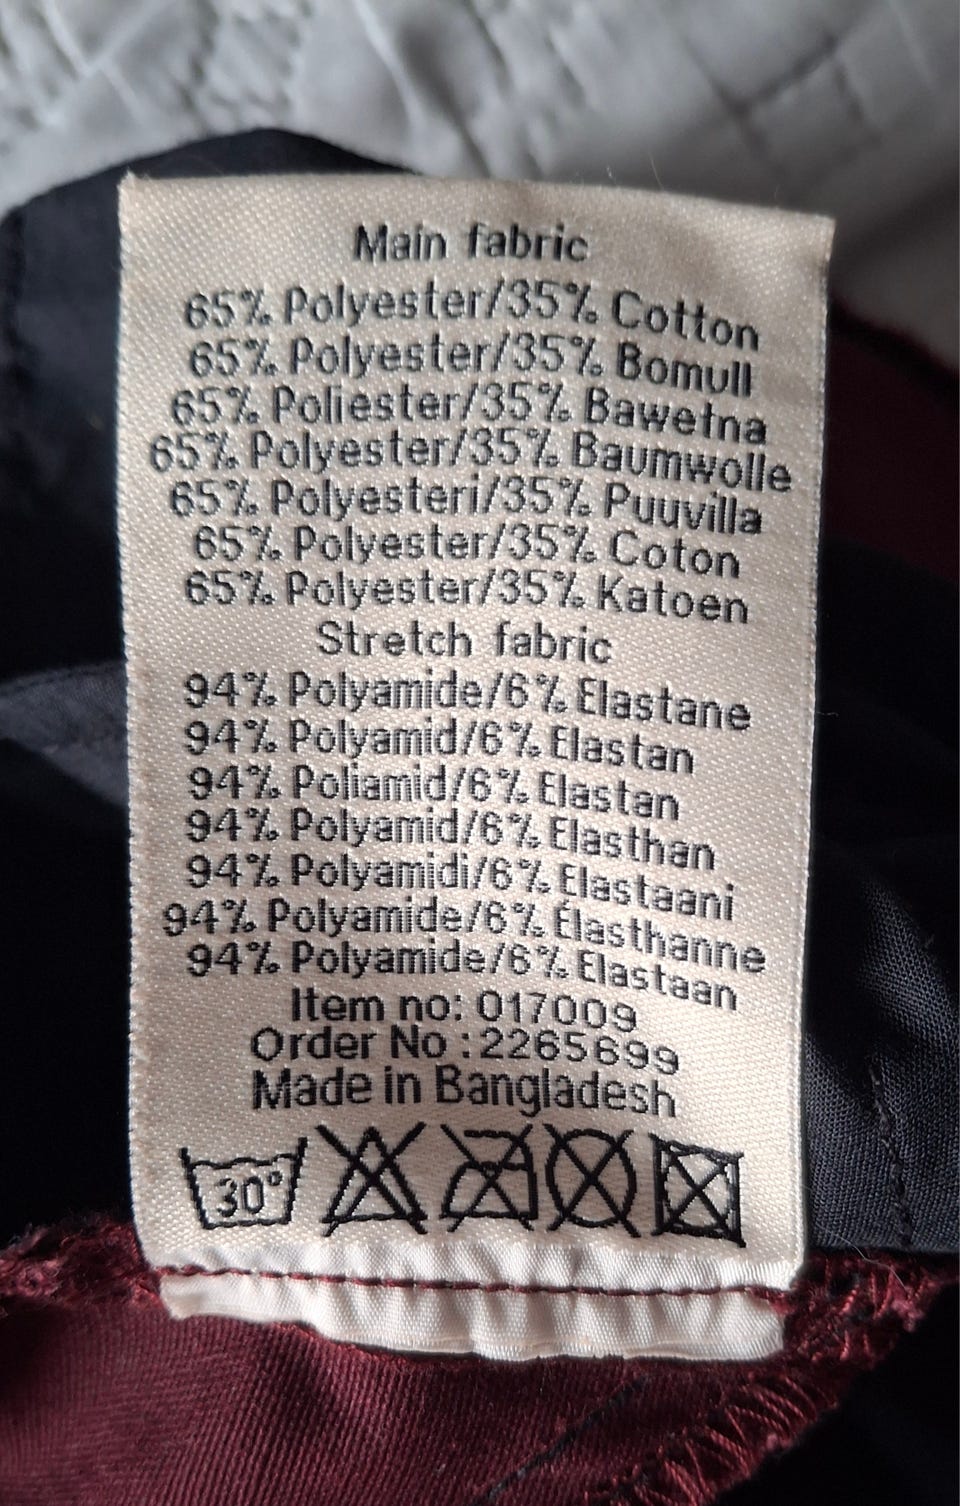 Main fabric
65% Polyester/35% Cotton
65% Polyester/35% Bomull
65% Poliester/35% Bawełna
65% Polyester/35% Baumwolle
65% Polyesteri/35% Puuvilla
65% Polyester/35% Coton
65% Polyester/35% Katoen
Stretch fabric
94% Polyamide/6% Elastane
94% Polyamid/6% Elastan
94% Poliamid/6% Elastan
94% Polyamid/6% Elasthan
94% Polyamidi/6% Elastaani
94% Polyamide/6% Élasthanne
94% Polyamide/6% Elastaan
Item no: 017009
Order No :2265699
Made in Bangladesh
30°